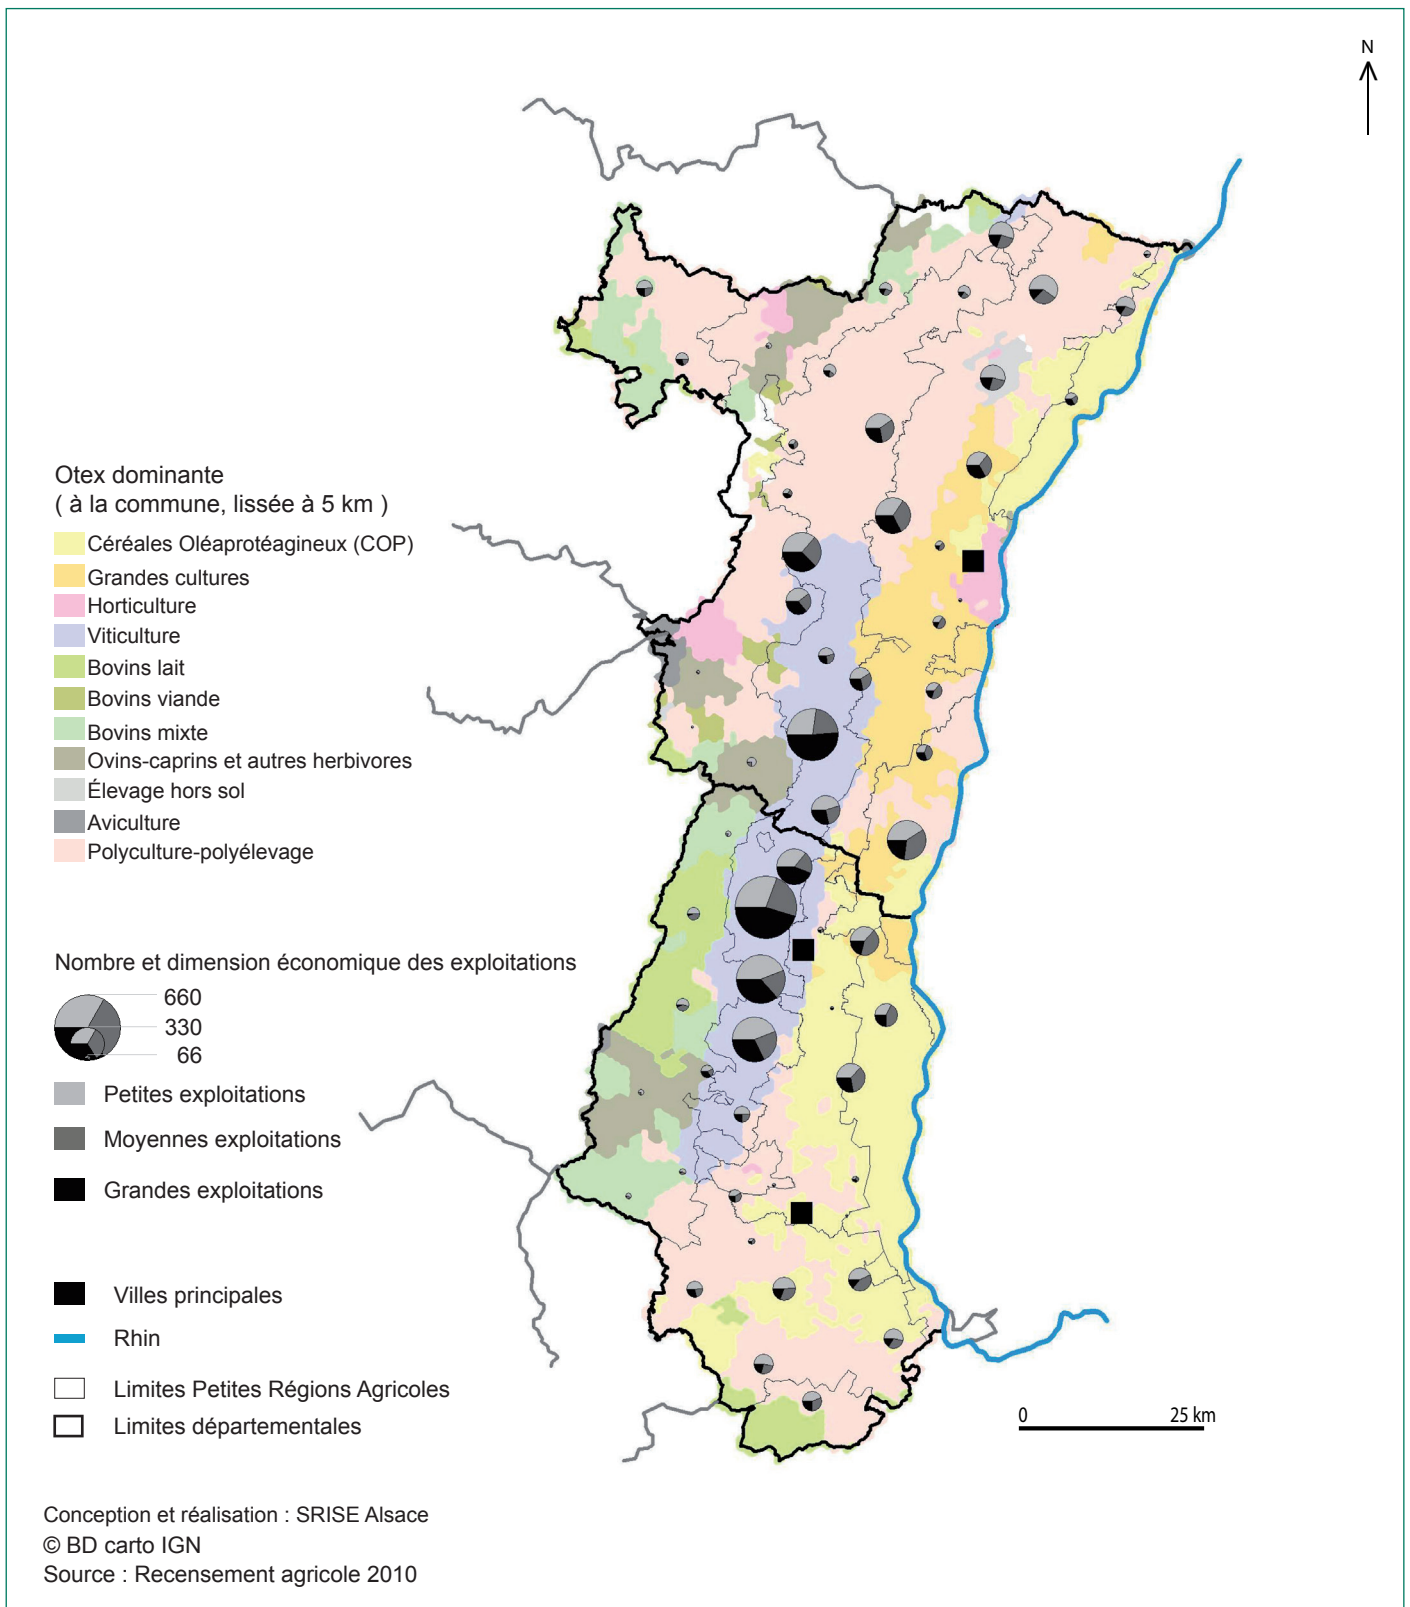 N
Otex dominante
( à la commune, lissée à 5 km )
Céréales Oléaprotéagineux (COP)
Grandes cultures
Horticulture
Viticulture
Bovins lait
Bovins viande
Bovins mixte
Ovins-caprins et autres herbivores
Élevage hors sol
Aviculture
Polyculture-polyélevage
Nombre et dimension économique des exploitations
660
330
66
Petites exploitations
Moyennes exploitations
Grandes exploitations
Villes principales
Rhin
Limites Petites Régions Agricoles
Limites départementales
0 25 km
Conception et réalisation : SRISE Alsace
© BD carto IGN
Source : Recensement agricole 2010